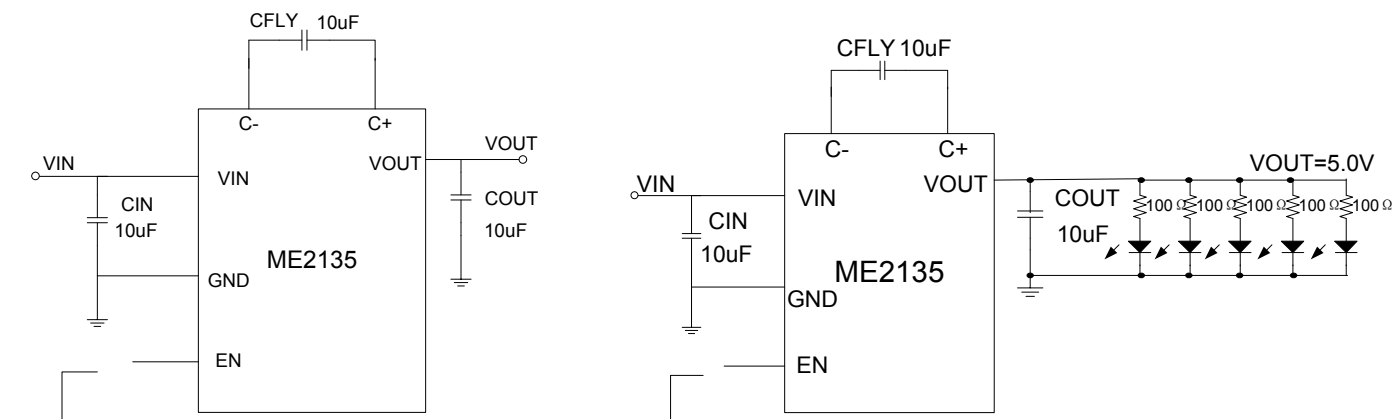 CFLY 10uF
C- C+
VIN
VIN
VOUT
VOUT
CIN
10uF
COUT
10uF
ME2135
GND
EN
CFLY 10uF
C- C+
VIN
VIN
VOUT
VOUT=5.0V
CIN
10uF
COUT
10uF
100 Ω 100 Ω 100 Ω 100 Ω 100 Ω
ME2135
GND
EN